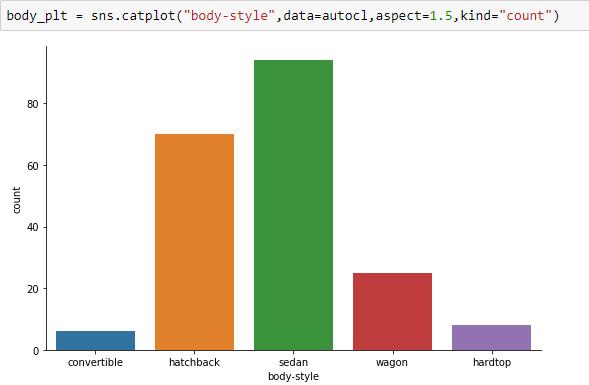 body_plt = sns.catplot("body-style",data=autocl,aspect=1.5,kind="count")
80
60
40
20
0
count
convertible hatchback sedan wagon hardtop
body-style